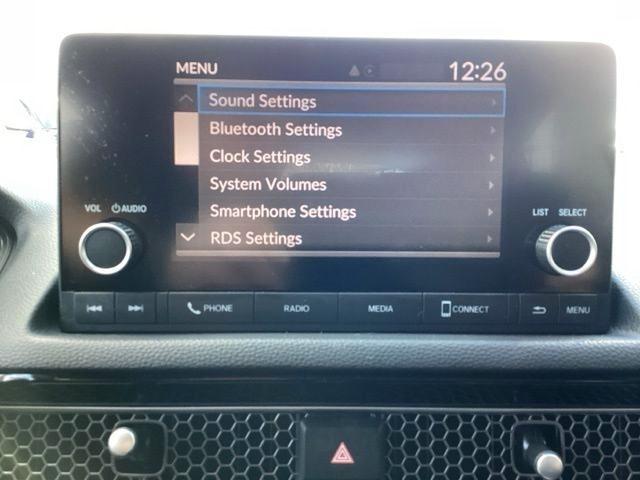 MENU 12:26
Sound Settings
Bluetooth Settings
Clock Settings
System Volumes
Smartphone Settings
RDS Settings
VOL AUDIO
LIST SELECT
PHONE RADIO MEDIA CONNECT MENU